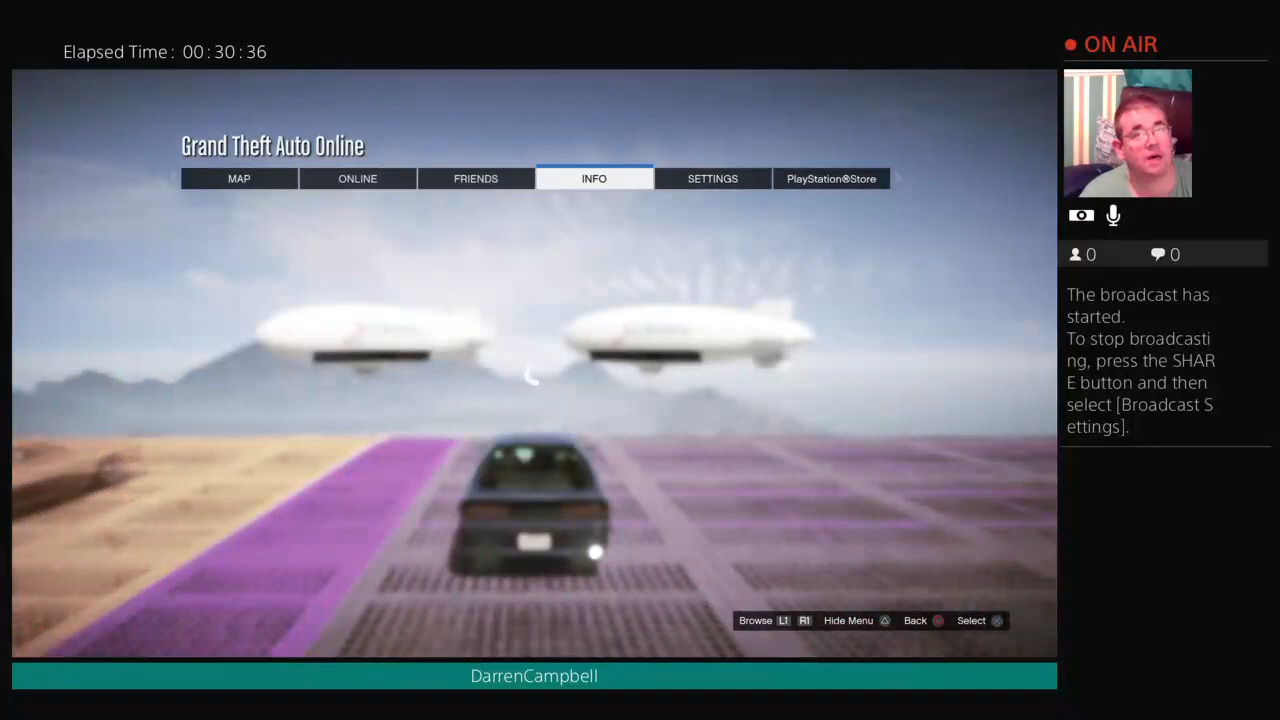 Elapsed Time: 00:30:36
ON AIR
Grand Theft Auto Online
MAP ONLINE FRIENDS INFO SETTINGS PlayStation®Store
0 0
The broadcast has
started.
To stop broadcasti
ng, press the SHAR
E button and then
select [Broadcast S
ettings].
Browse L1 R1 Hide Menu Back Select
DarrenCampbell